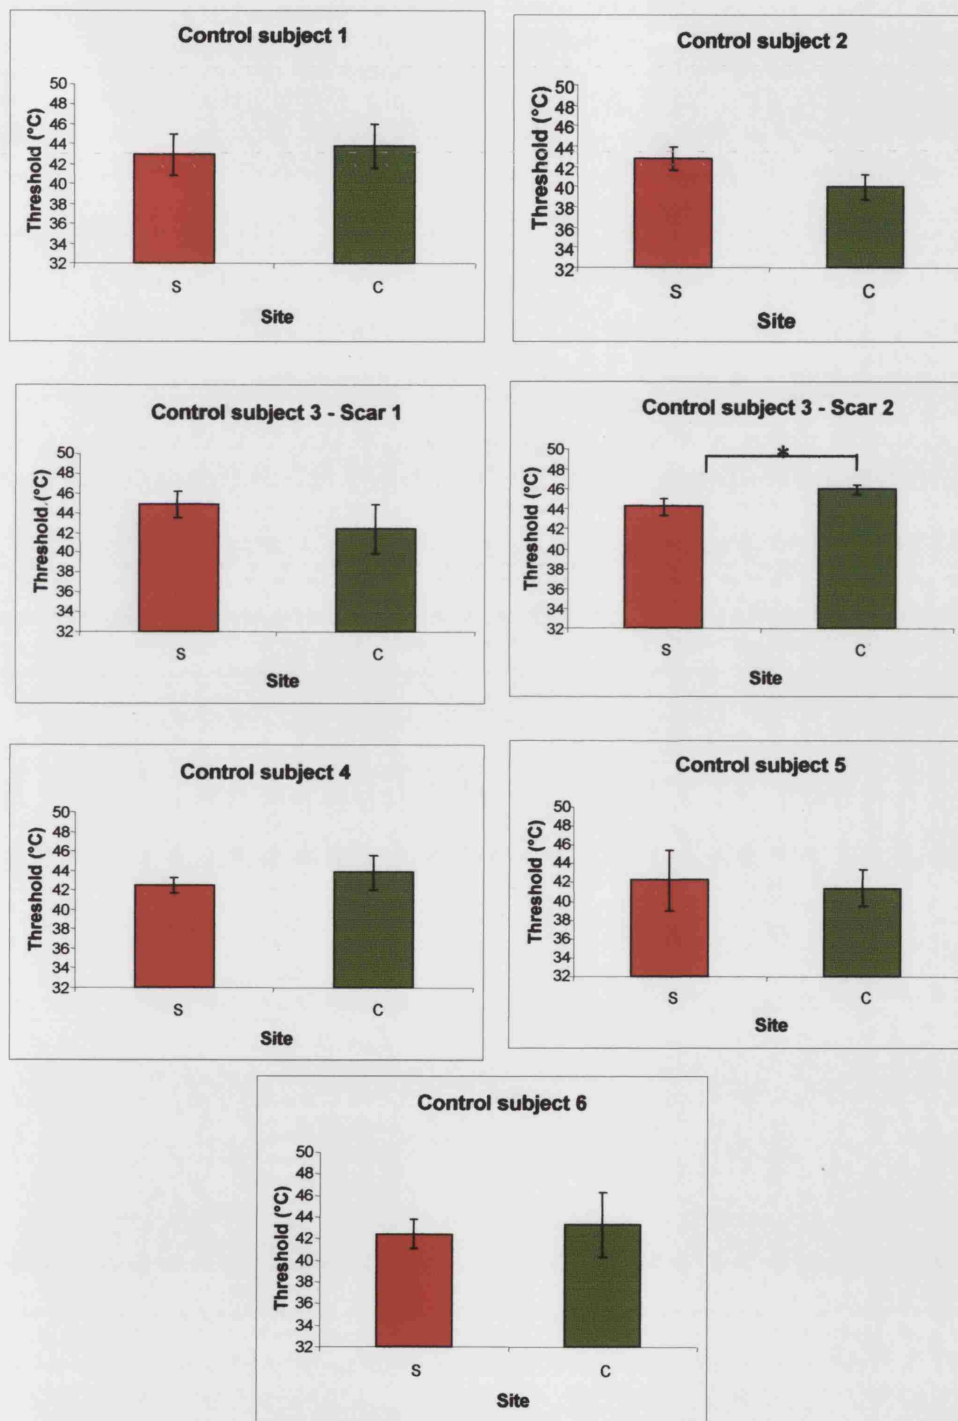 Control subject 1
Threshold (°C)
50
48
46
44
42
40
38
36
34
32
S C
Site
Control subject 2
Threshold (°C)
50
48
46
44
42
40
38
36
34
32
S C
Site
Control subject 3 - Scar 1
Threshold (°C)
50
48
46
44
42
40
38
36
34
32
S C
Site
Control subject 3 - Scar 2
*
Threshold (°C)
50
48
46
44
42
40
38
36
34
32
S C
Site
Control subject 4
Threshold (°C)
50
48
46
44
42
40
38
36
34
32
S C
Site
Control subject 5
Threshold (°C)
50
48
46
44
42
40
38
36
34
32
S C
Site
Control subject 6
Threshold (°C)
50
48
46
44
42
40
38
36
34
32
S C
Site